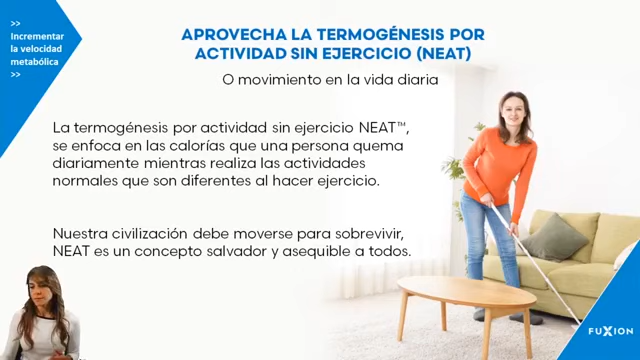 >>
Incrementar
la velocidad
metabólica
>>
APROVECHA LA TERMOGÉNESIS POR
ACTIVIDAD SIN EJERCICIO (NEAT)
O movimiento en la vida diaria
La termogénesis por actividad sin ejercicio NEAT™,
se enfoca en las calorías que una persona quema
diariamente mientras realiza las actividades
normales que son diferentes al hacer ejercicio.
Nuestra civilización debe moverse para sobrevivir,
NEAT es un concepto salvador y asequible a todos.
FUXION